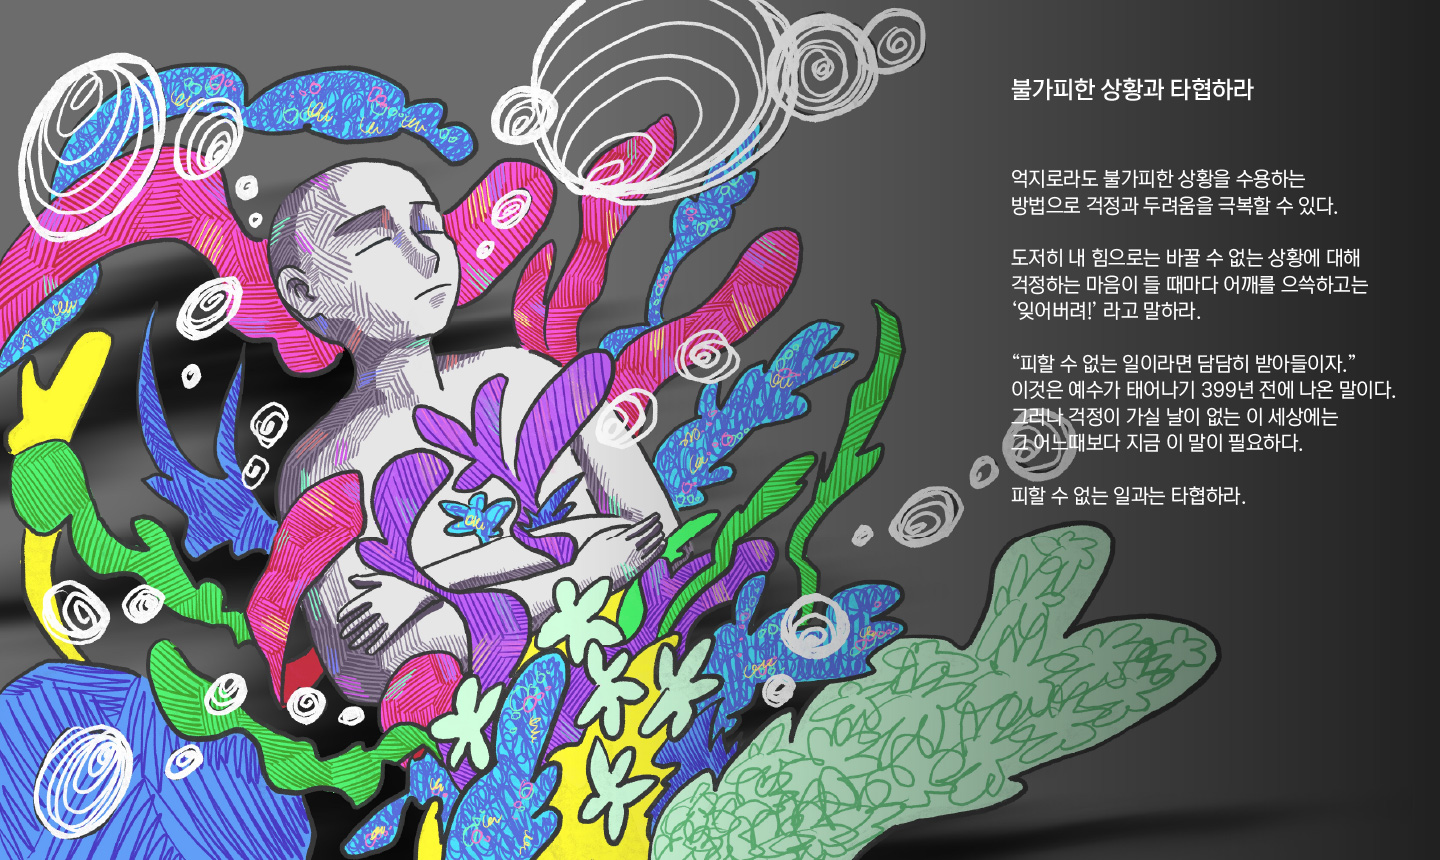 불가피한 상황과 타협하라
억지로라도 불가피한 상황을 수용하는
방법으로 걱정과 두려움을 극복할 수 있다.
도저히 내 힘으로는 바꿀 수 없는 상황에 대해
걱정하는 마음이 들 때마다 어깨를 으쓱하고는
‘잊어버려!’ 라고 말하라.
“피할 수 없는 일이라면 담담히 받아들이자.”
이것은 예수가 태어나기 399년 전에 나온 말이다.
그러나 걱정이 가실 날이 없는 이 세상에는
그 어느때보다 지금 이 말이 필요하다.
피할 수 없는 일과는 타협하라.